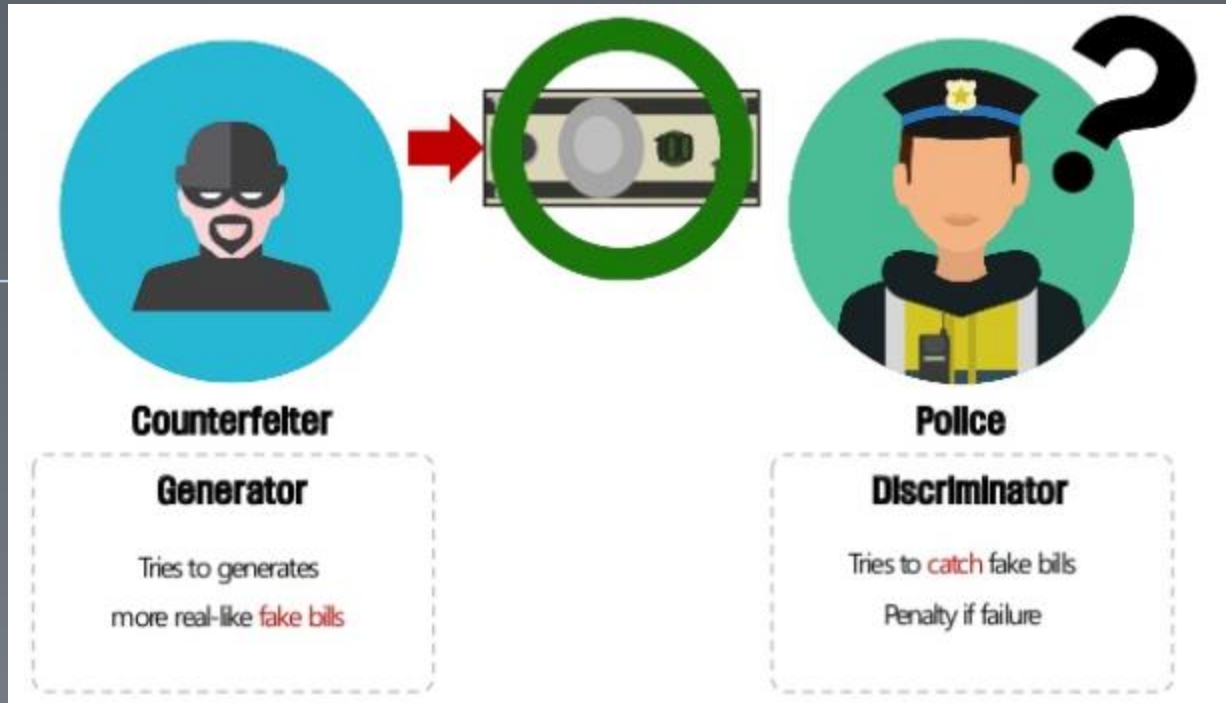 Counterfeiter
Generator
Tries to generates
more real-like fake bills
Police
Discriminator
Tries to catch fake bills
Penalty if failure